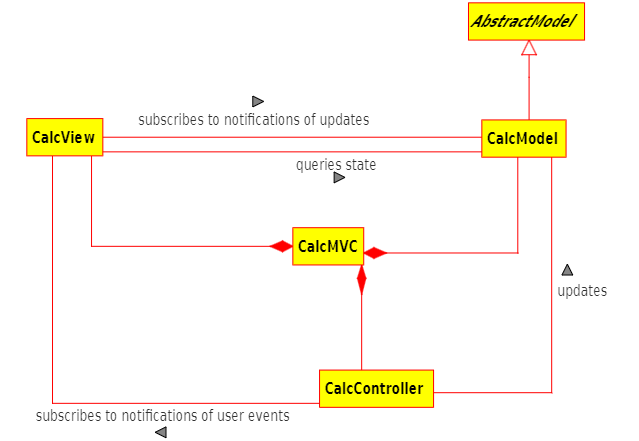 AbstractModel
subscribes to notifications of updates
CalcView
CalcModel
queries state
CalcMVC
updates
CalcController
subscribes to notifications of user events